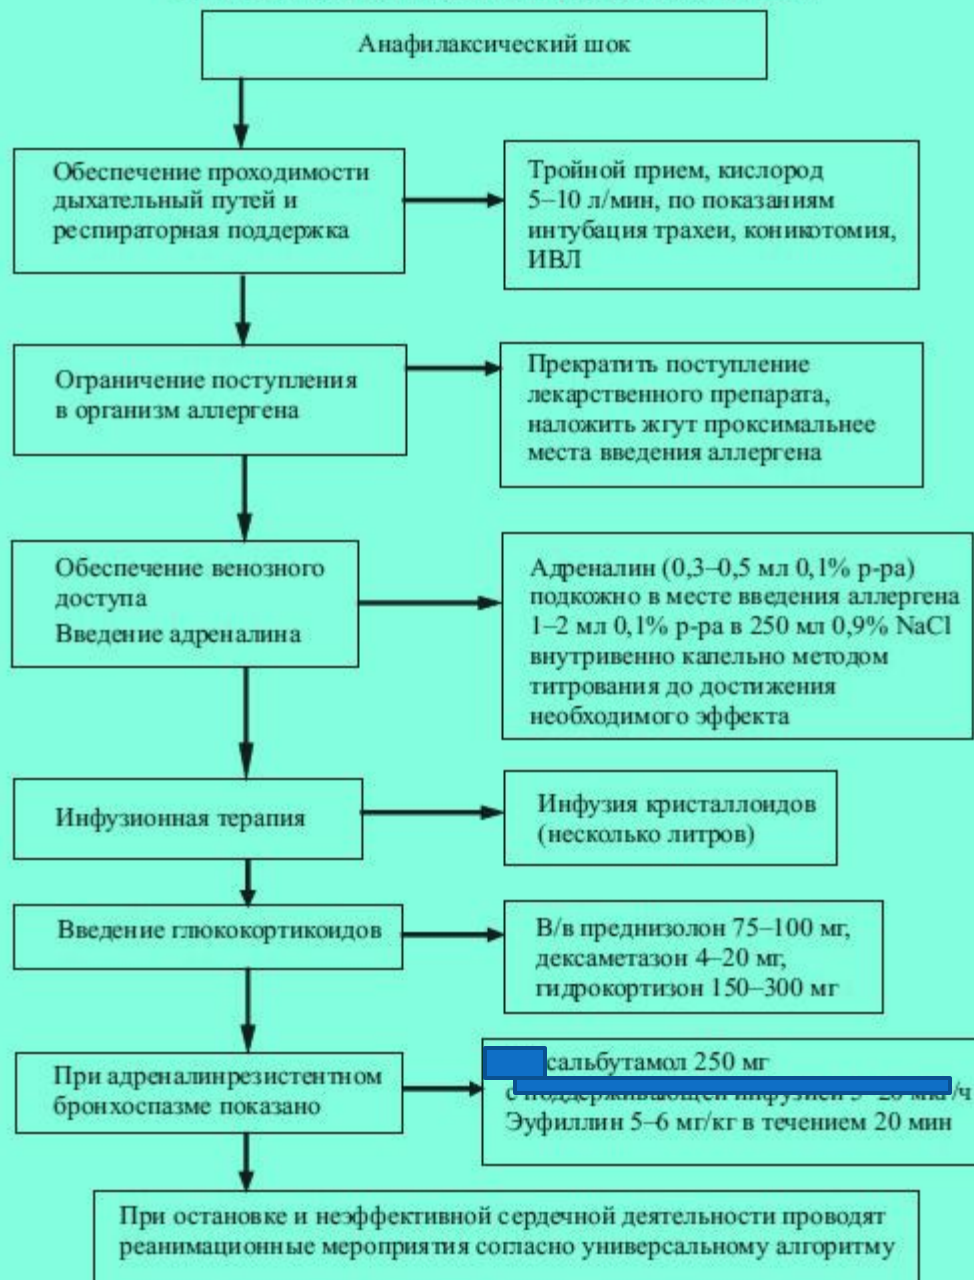 Анафилаксический шок
Обеспечение проходимости
дыхательный путей и
респираторная поддержка
Тройной прием, кислород
5–10 л/мин, по показаниям
интубация трахеи, коникотомия,
ИВЛ
Ограничение поступления
в организм аллергена
Прекратить поступление
лекарственного препарата,
наложить жгут проксимальнее
места введения аллергена
Обеспечение венозного
доступа
Введение адреналина
Адреналин (0,3–0,5 мл 0,1% р-ра)
подкожно в месте введения аллергена
1–2 мл 0,1% р-ра в 250 мл 0,9% NaCl
внутривенно капельно методом
титрования до достижения
необходимого эффекта
Инфузионная терапия
Инфузия кристаллоидов
(несколько литров)
Введение глюкокортикоидов
В/в преднизолон 75–100 мг,
дексаметазон 4–20 мг,
гидрокортизон 150–300 мг
При адреналинрезистентном
бронхоспазме показано
сальбутамол 250 мг
Эуфиллин 5–6 мг/кг в течением 20 мин
При остановке и неэффективной сердечной деятельности проводят
реанимационные мероприятия согласно универсальному алгоритму